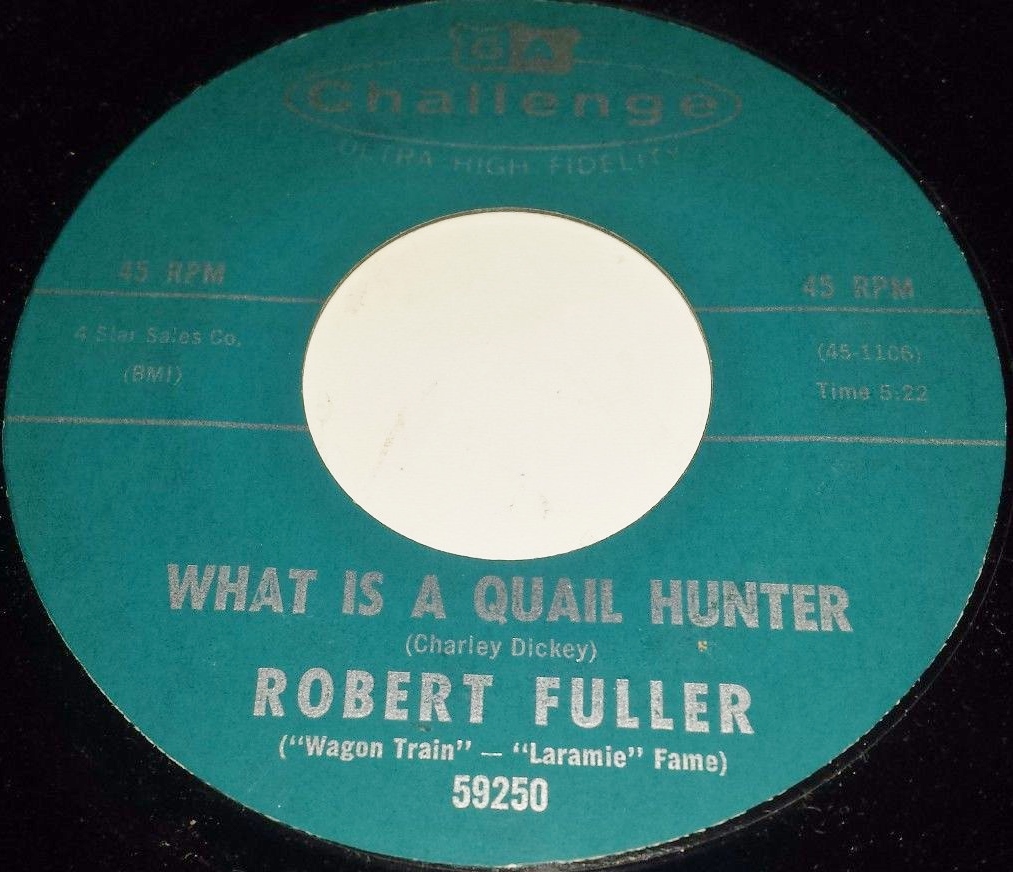 Challenge
ULTRA HIGH FIDELITY
45 RPM
4 Star Sales Co.
(BMI)
45 RPM
(45-1106)
Time 5:22
WHAT IS A QUAIL HUNTER
(Charley Dickey)
ROBERT FULLER
("Wagon Train" — "Laramie" Fame)
59250